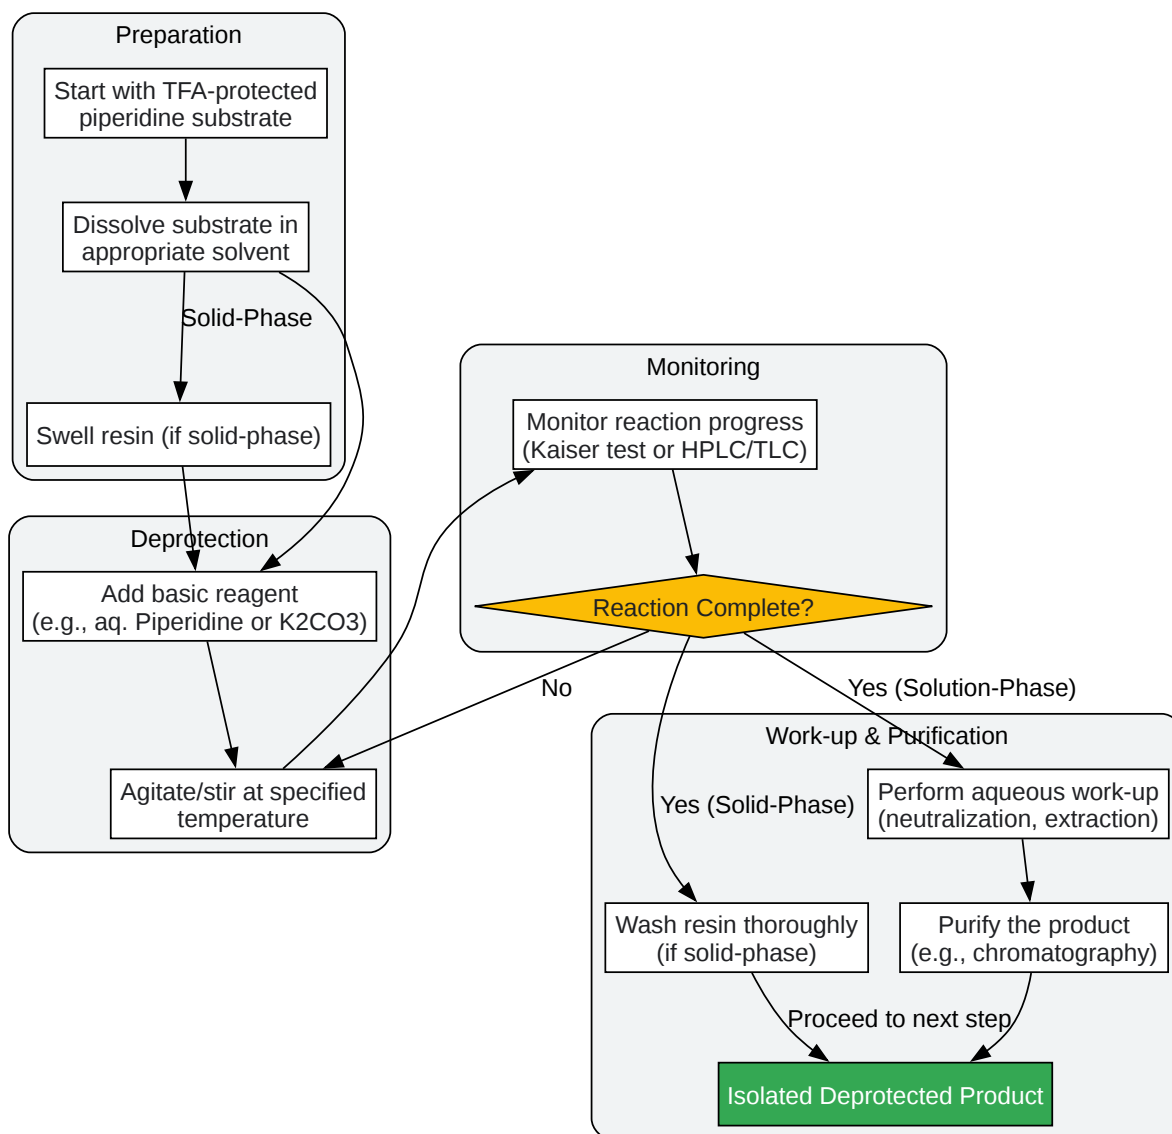 Preparation
Start with TFA-protected
piperidine substrate
Dissolve substrate in
appropriate solvent
Solid-Phase
Swell resin (if solid-phase)
Monitoring
Monitor reaction progress
(Kaiser test or HPLC/TLC)
Reaction Complete?
Deprotection
Add basic reagent
(e.g., aq. Piperidine or K2CO3)
Agitate/stir at specified
temperature
No
Yes (Solution-Phase)
Work-up & Purification
Yes (Solid-Phase)
Perform aqueous work-up
(neutralization, extraction)
Wash resin thoroughly
(if solid-phase)
Purify the product
(e.g., chromatography)
Proceed to next step
Isolated Deprotected Product